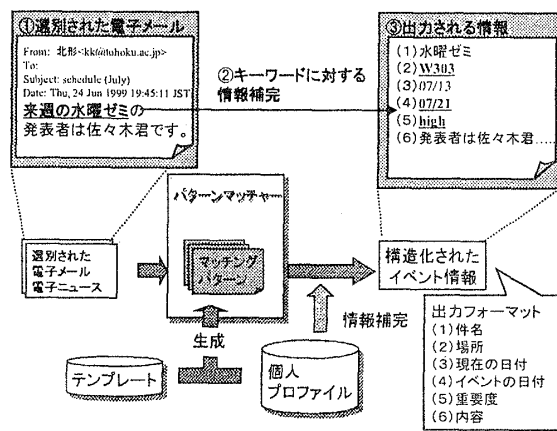 ①選別された電子メール
From: 北形<kk@tohoku.ac.jp>
To:
Subject: schedule (July)
Date: Thu, 24 Jun 1999 19:45:11 JST
来週の水曜ゼミの
発表者は佐々木君です。
②キーワードに対する
情報補完
③出力される情報
(1)水曜ゼミ
(2)W303
(3)07/13
(4)07/21
(5)high
(6)発表者は佐々木君.....
パターンマッチャー
マッチング
パターン
選別された
電子メール
電子ニュース
構造化された
イベント情報
生成
情報補完
テンプレート
個人
プロファイル
出力フォーマット
(1)件名
(2)場所
(3)現在の日付
(4)イベントの日付
(5)重要度
(6)内容